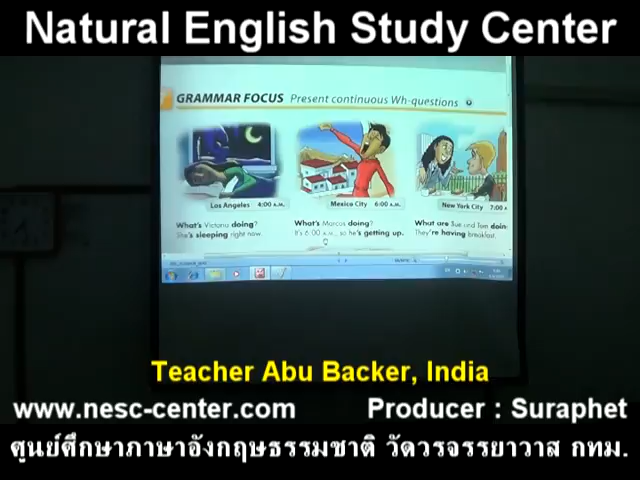 Natural English Study Center
GRAMMAR FOCUS Present continuous Wh-questions
Los Angeles 4:00 A.M.
Mexico City 6:00 A.M.
New York City 7:00 A
What's Victoria doing?
She's sleeping right now.
What's Marcos doing?
It's 6:00 A.M., so he's getting up.
What are Sue and Tom doin
They're having breakfast.
Teacher Abu Backer, India
www.nesc-center.com Producer : Suraphet
ศูนย์ศึกษาภาษาอังกฤษธรรมชาติ วัดวรจรรยาวาส กทม.